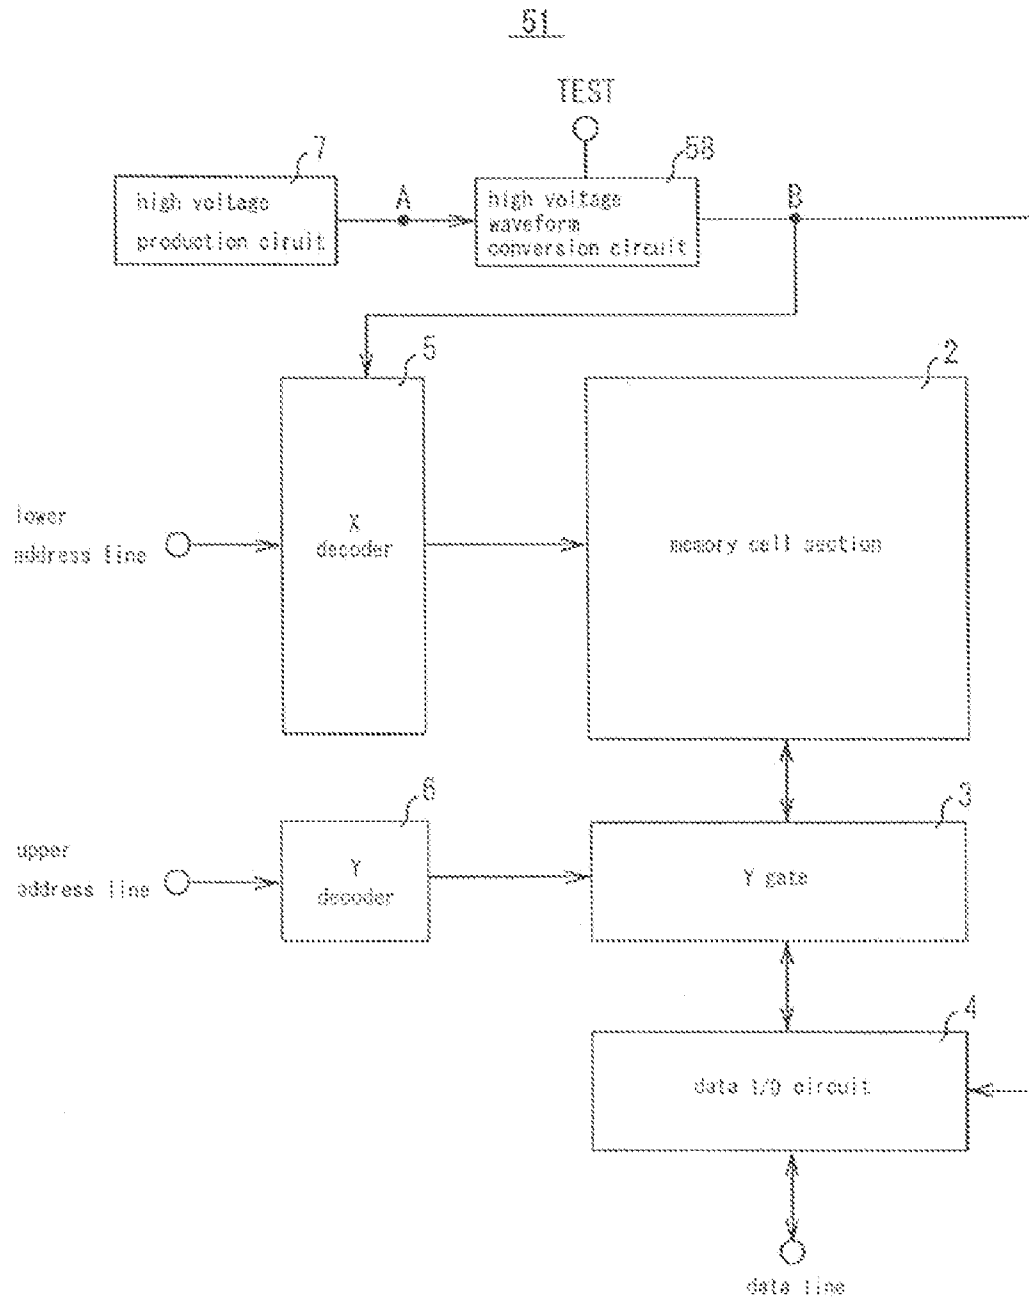 51
TEST
7
58
high voltage
production ciruit
A
high voltage
waveform
conversion circuit
B
5
2
lower
address line
X
decoder
memory cell section
6
3
upper
address line
Y
decoder
Y gate
4
data I/O circuit
data line